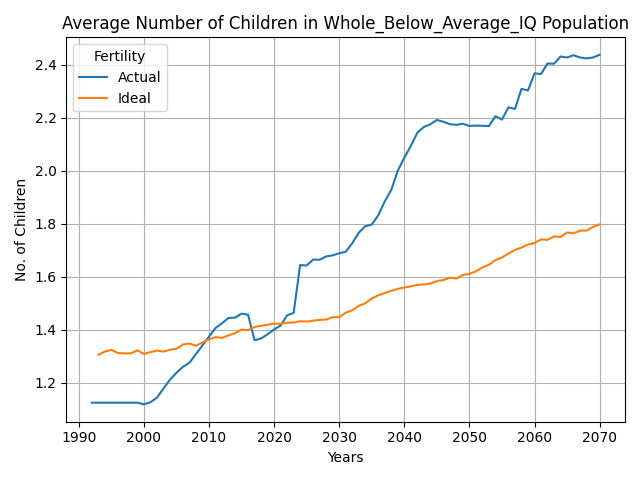 Average Number of Children in Whole_Below_Average_IQ Population
Fertility
Actual
Ideal
No. of Children
2.4
2.2
2.0
1.8
1.6
1.4
1.2
1990 2000 2010 2020 2030 2040 2050 2060 2070
Years